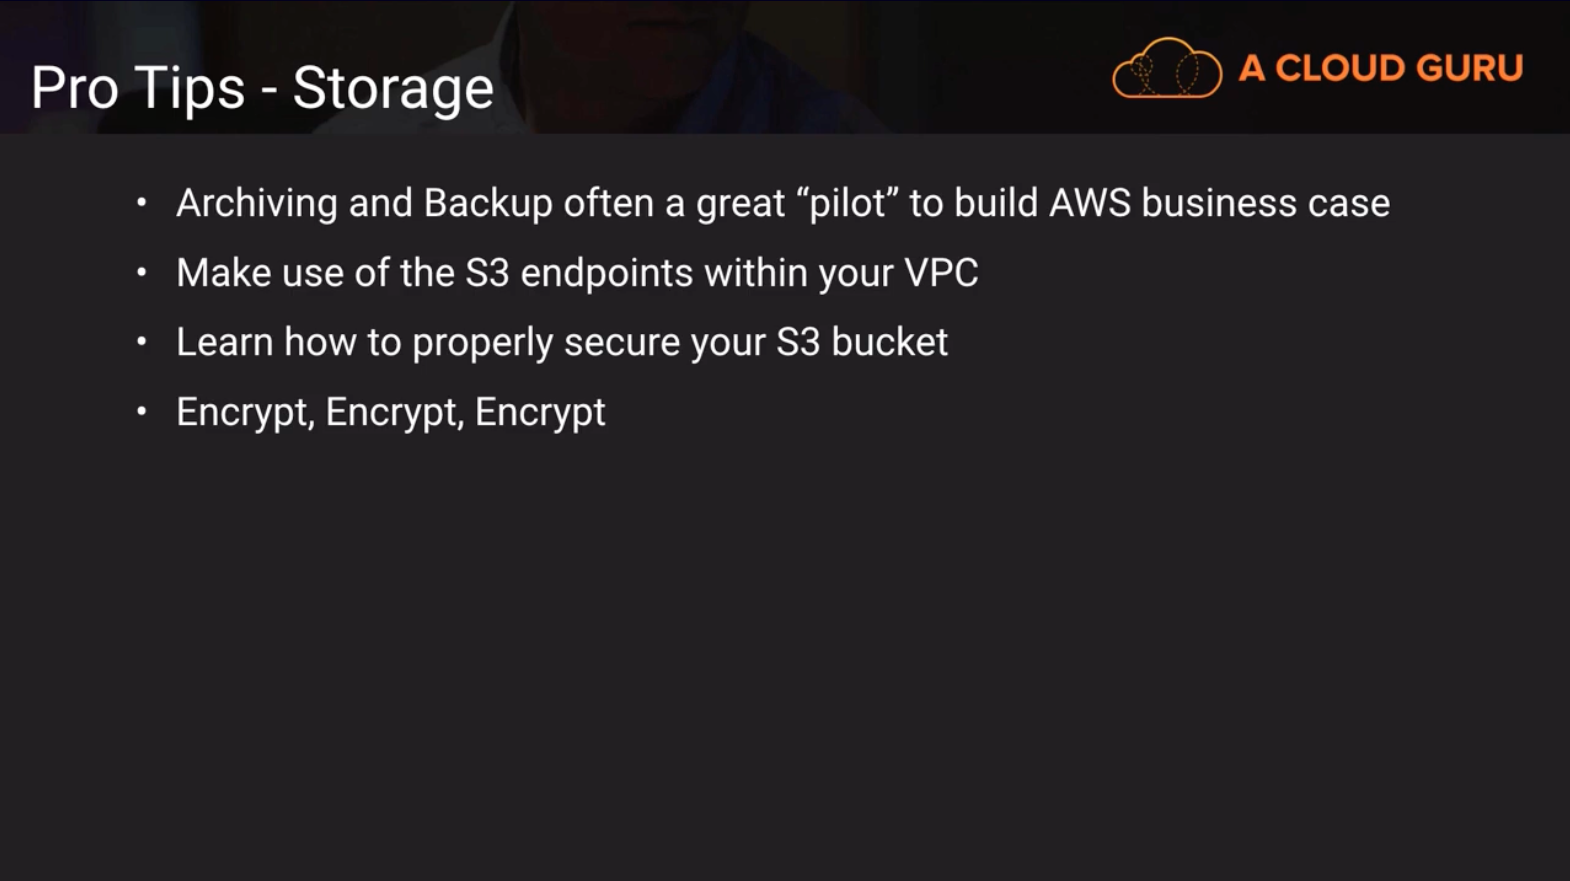 Pro Tips - Storage
A CLOUD GURU
• Archiving and Backup often a great “pilot” to build AWS business case
• Make use of the S3 endpoints within your VPC
• Learn how to properly secure your S3 bucket
• Encrypt, Encrypt, Encrypt